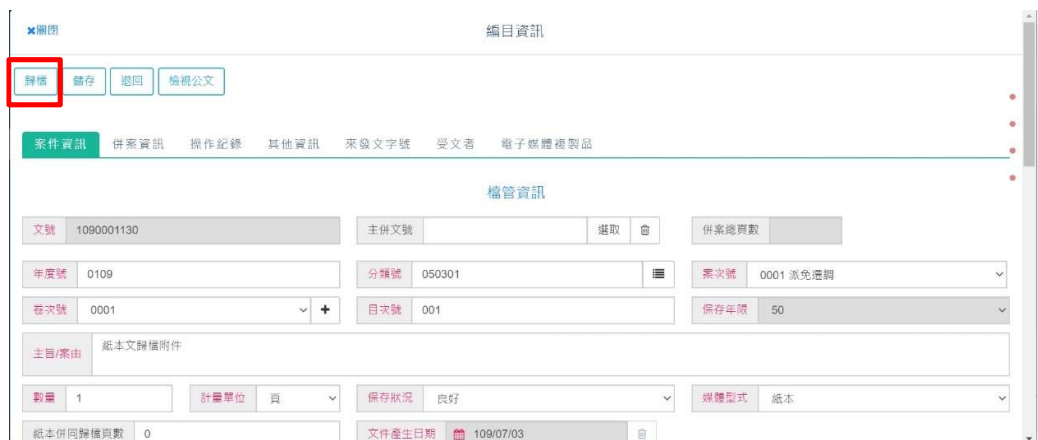 ✖關閉 編目資訊
歸檔 儲存 退回 檢視公文
案件資訊 併案資訊 操作紀錄 其他資訊 來發文字號 受文者 電子媒體複製品
檔管資訊
文號 1090001130 主併文號 選取 併案總頁數
年度號 0109 分類號 050301 案次號 0001 派免遷調
卷次號 0001 + 目次號 001 保存年限 50
主旨/案由 紙本文歸檔附件
數量 1 計量單位 頁 保存狀況 良好 媒體型式 紙本
紙本併同歸檔頁數 0 文件產生日期 109/07/03